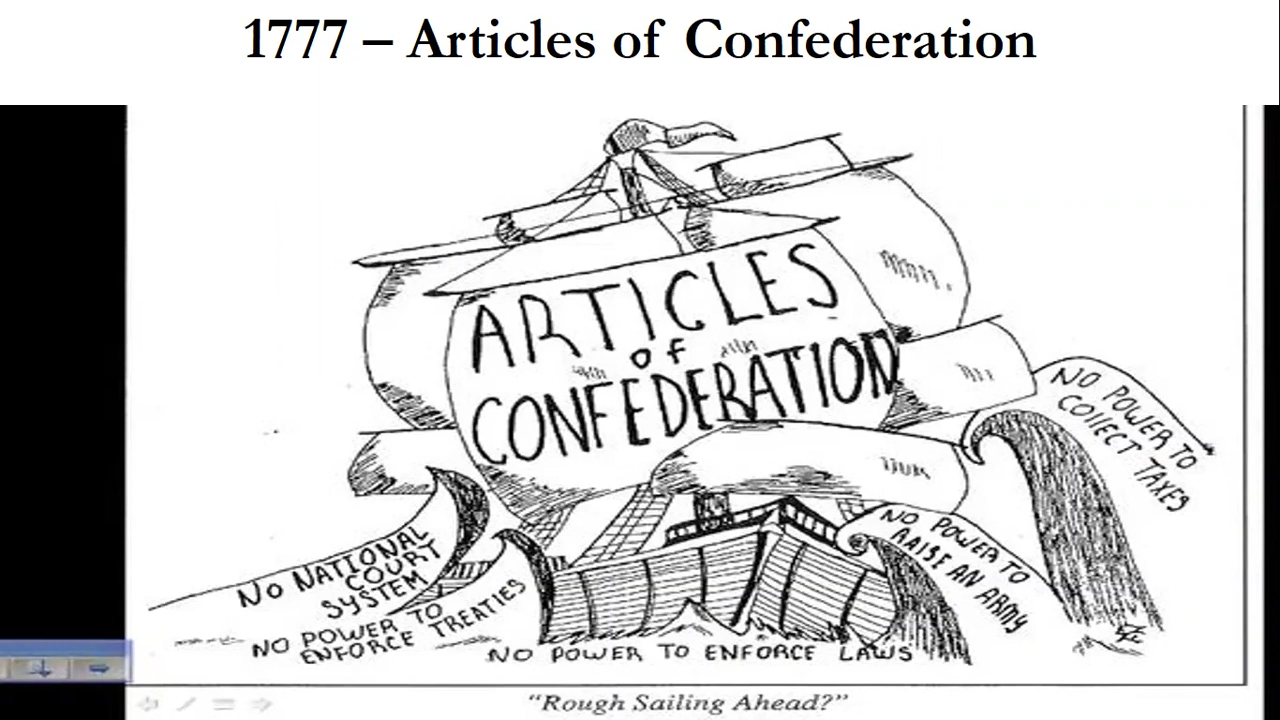 1777 – Articles of Confederation
ARTICLES
of
CONFEDERATION
NO POWER TO
COLLECT TAXES
NO POWER TO
RAISE AN ARMY
NO NATIONAL
COURT
SYSTEM
NO POWER TO
ENFORCE TREATIES
NO POWER TO ENFORCE LAWS
"Rough Sailing Ahead?"